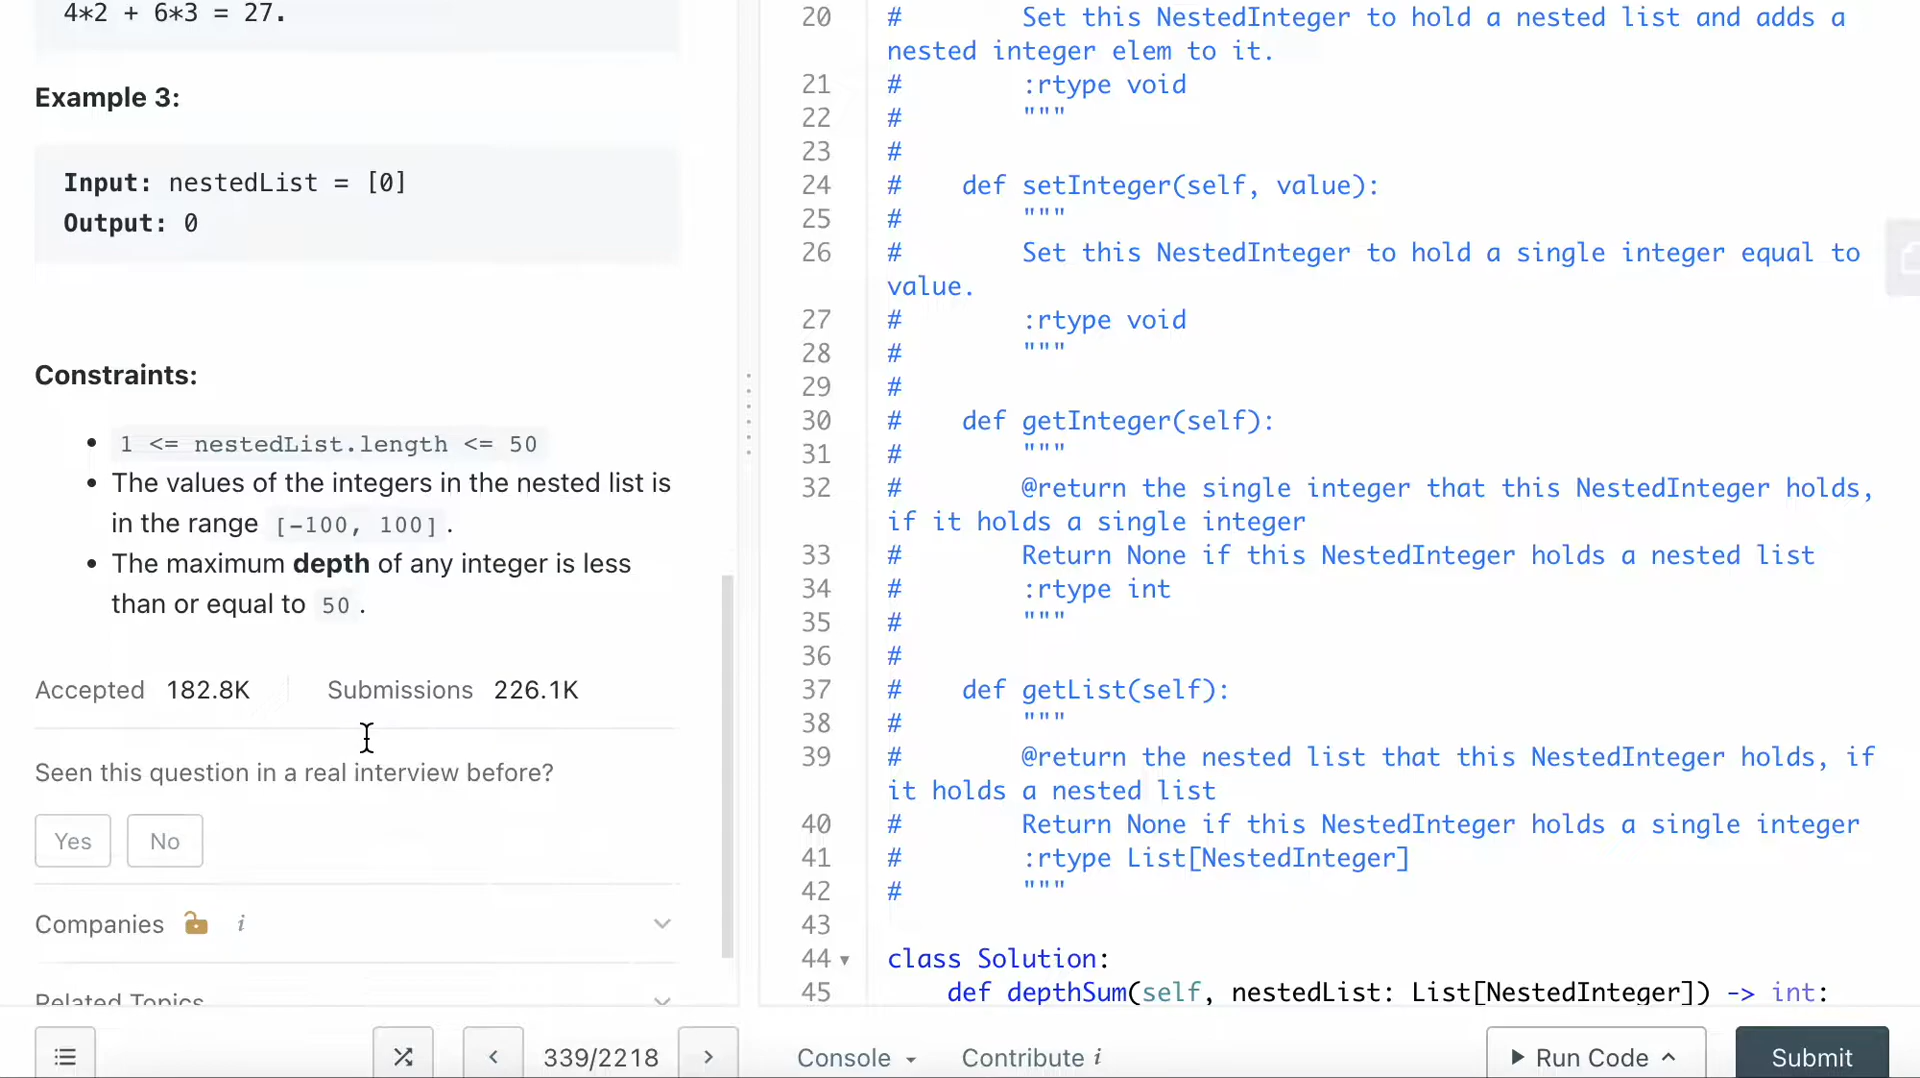 4*2 + 6*3 = 27.
Example 3:
Input: nestedList = [0]
Output: 0
Constraints:
• 1 <= nestedList.length <= 50
• The values of the integers in the nested list is
in the range [-100, 100] .
• The maximum depth of any integer is less
than or equal to 50 .
Accepted 182.8K Submissions 226.1K
Seen this question in a real interview before?
Yes No
Companies i
Related Topics
339/2218
20 # Set this NestedInteger to hold a nested list and adds a
nested integer elem to it.
21 # :rtype void
22 # """
23 #
24 # def setInteger(self, value):
25 # """
26 # Set this NestedInteger to hold a single integer equal to
value.
27 # :rtype void
28 # """
29 #
30 # def getInteger(self):
31 # """
32 # @return the single integer that this NestedInteger holds,
if it holds a single integer
33 # Return None if this NestedInteger holds a nested list
34 # :rtype int
35 # """
36 #
37 # def getList(self):
38 # """
39 # @return the nested list that this NestedInteger holds, if
it holds a nested list
40 # Return None if this NestedInteger holds a single integer
41 # :rtype List[NestedInteger]
42 # """
43
44 class Solution:
45 def depthSum(self, nestedList: List[NestedInteger]) -> int:
Console Contribute i
Run Code
Submit